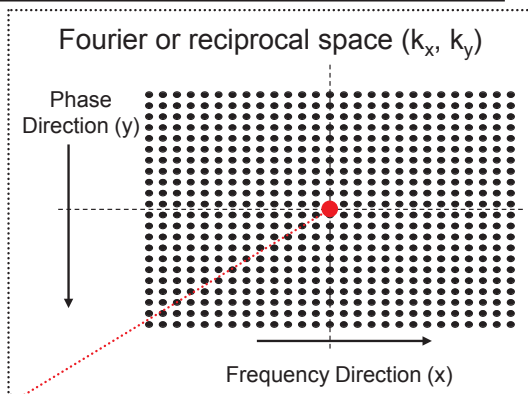 Fourier or reciprocal space (kx, ky)
Phase
Direction (y)
Frequency Direction (x)